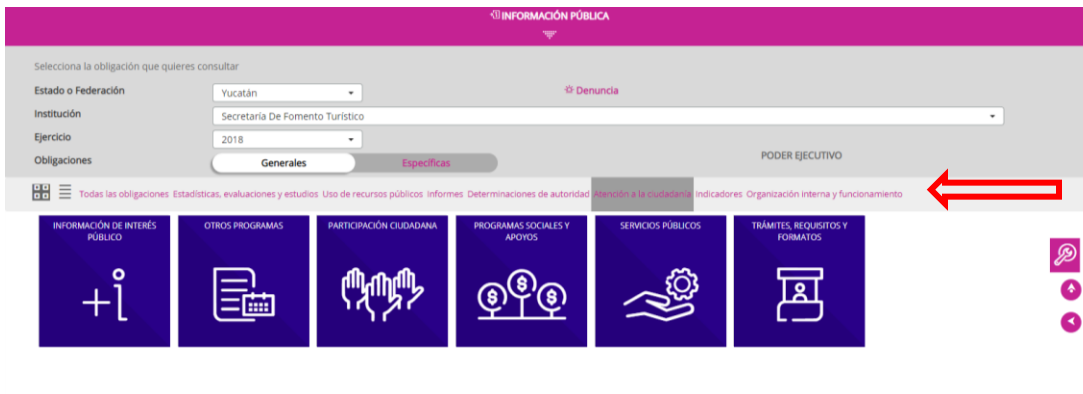 INFORMACIÓN PÚBLICA
Selecciona la obligación que quieres consultar
Estado o Federación
Yucatán
Denuncia
Institución
Secretaría De Fomento Turístico
Ejercicio
2018
Obligaciones
Generales
Específicas
PODER EJECUTIVO
Todas las obligaciones Estadísticas, evaluaciones y estudios Uso de recursos públicos Informes Determinaciones de autoridad Atención a la ciudadanía Indicadores Organización interna y funcionamiento
INFORMACIÓN DE INTERÉS
PÚBLICO
OTROS PROGRAMAS
PARTICIPACIÓN CIUDADANA
PROGRAMAS SOCIALES Y
APOYOS
SERVICIOS PÚBLICOS
TRÁMITES, REQUISITOS Y
FORMATOS